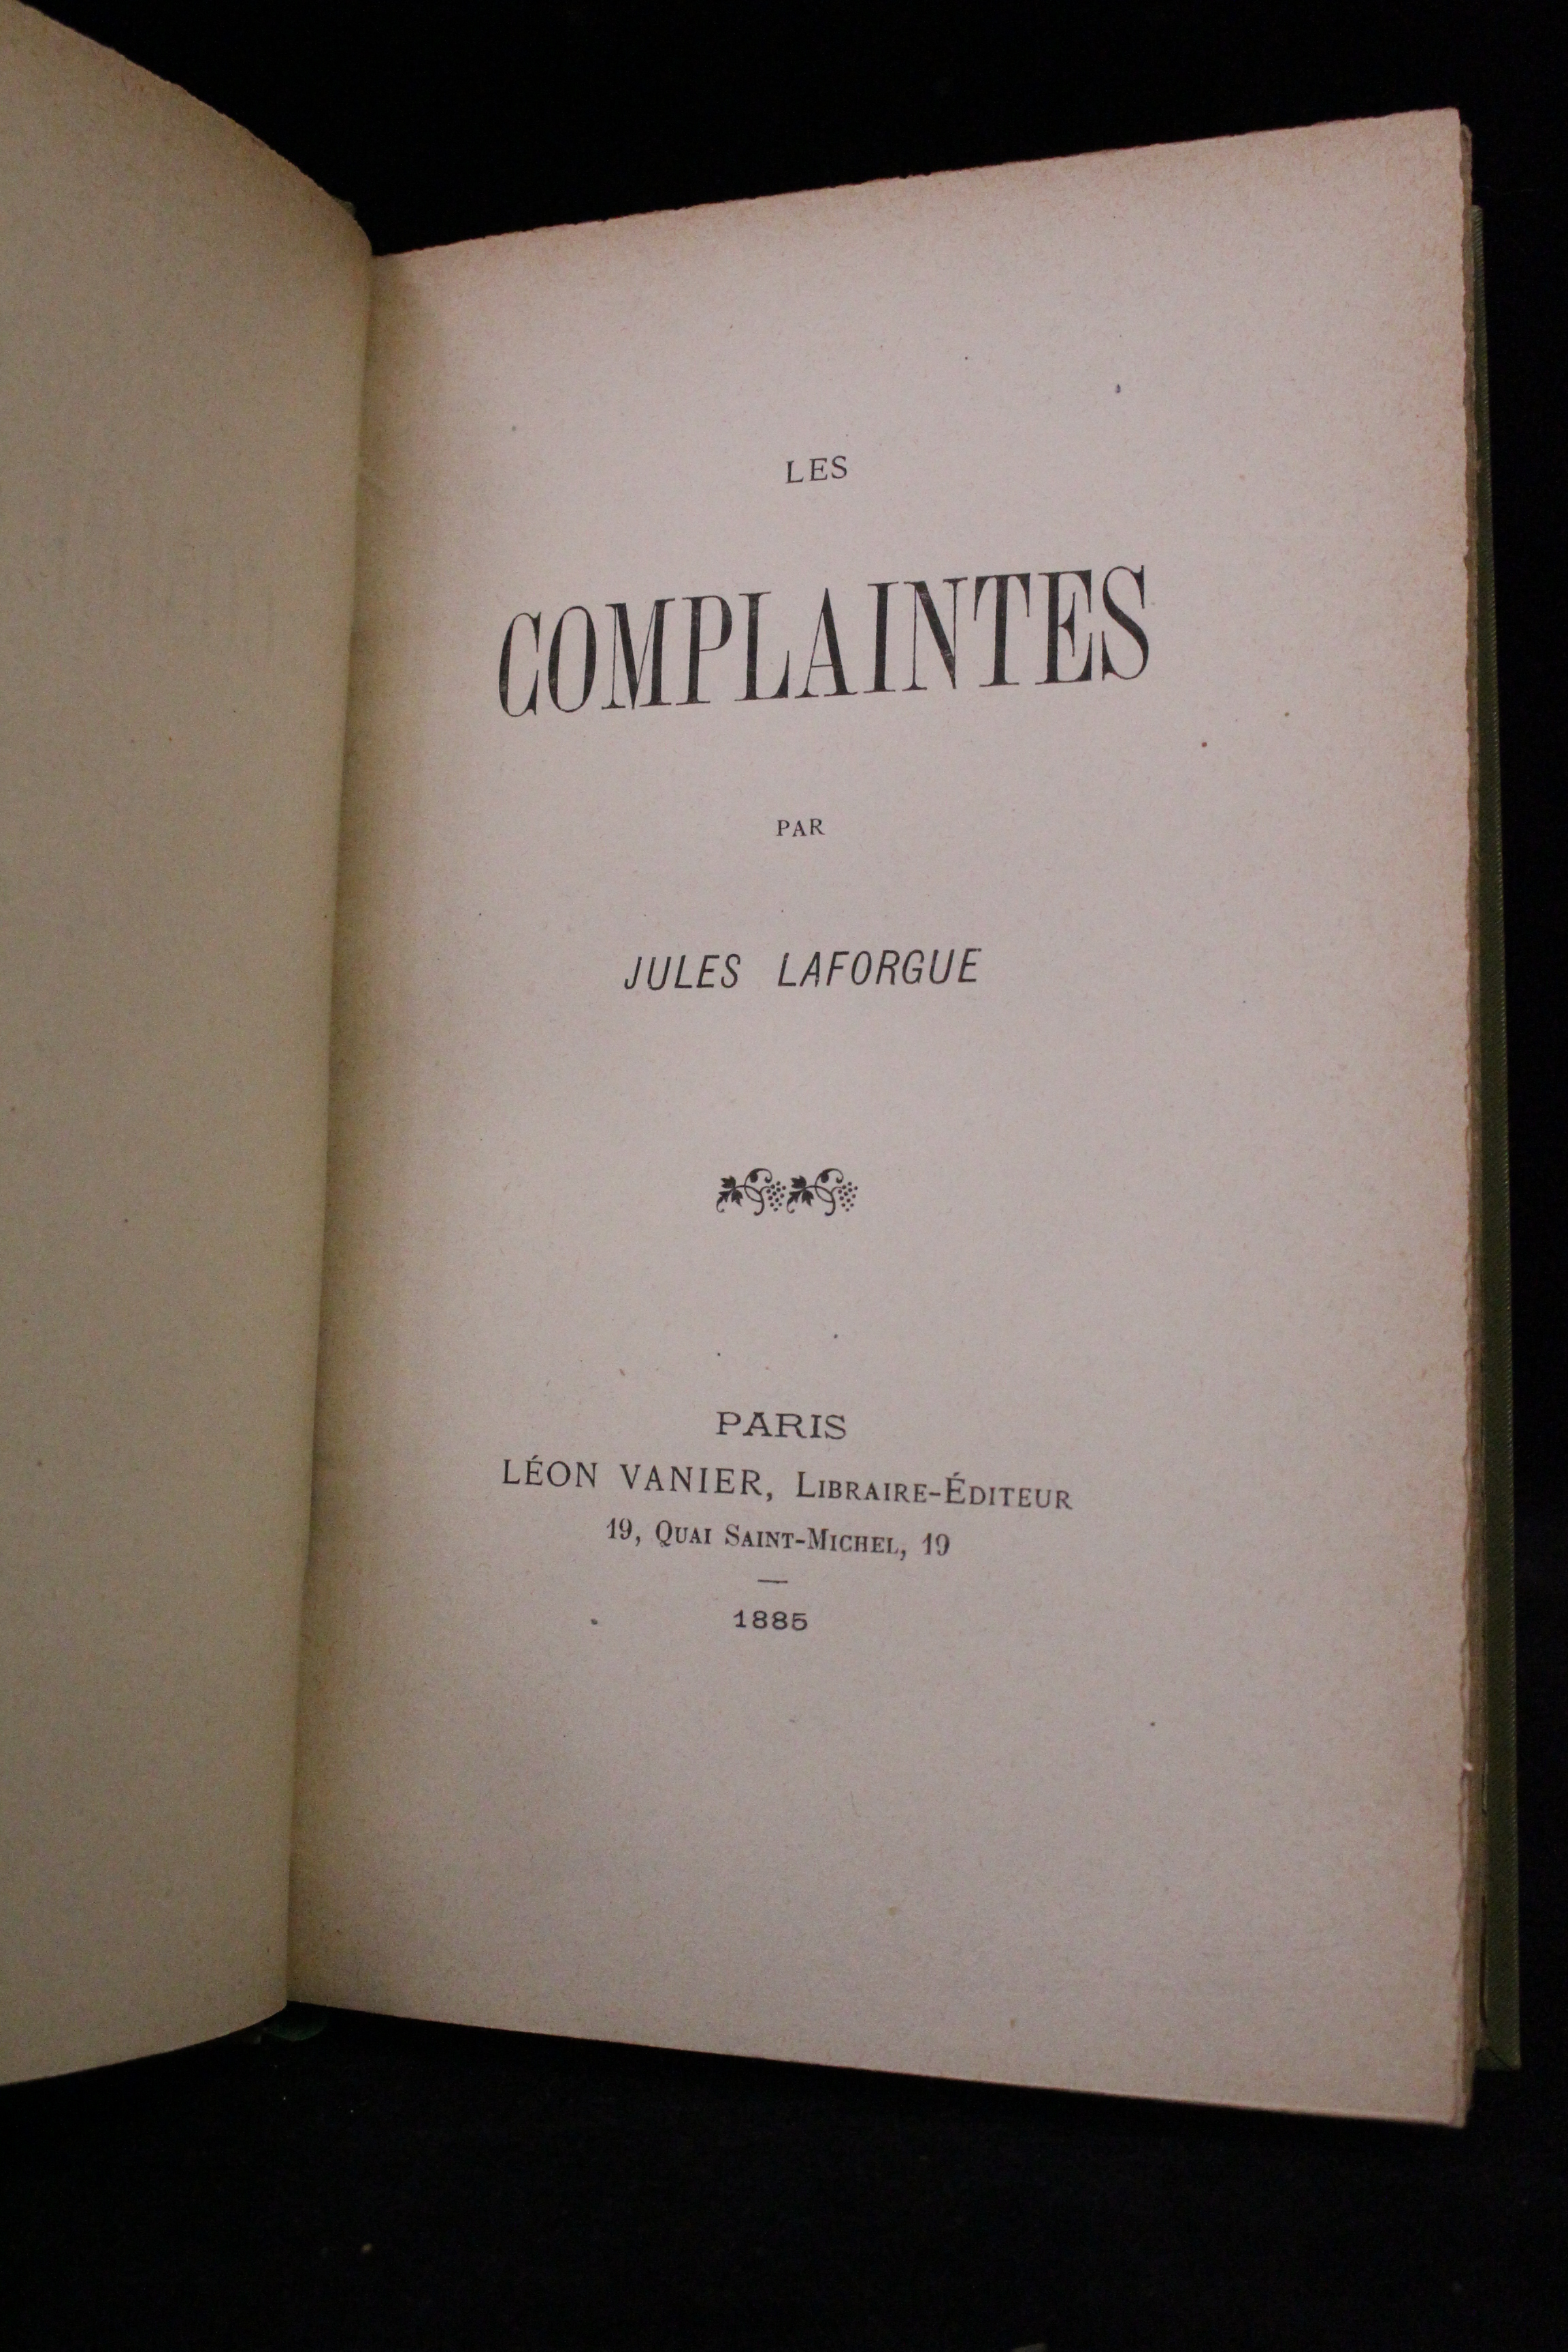 LES
COMPLAINTES
PAR
JULES LAFORGUE
PARIS
LÉON VANIER, LIBRAIRE-ÉDITEUR
19, QUAI SAINT-MICHEL, 19
1885